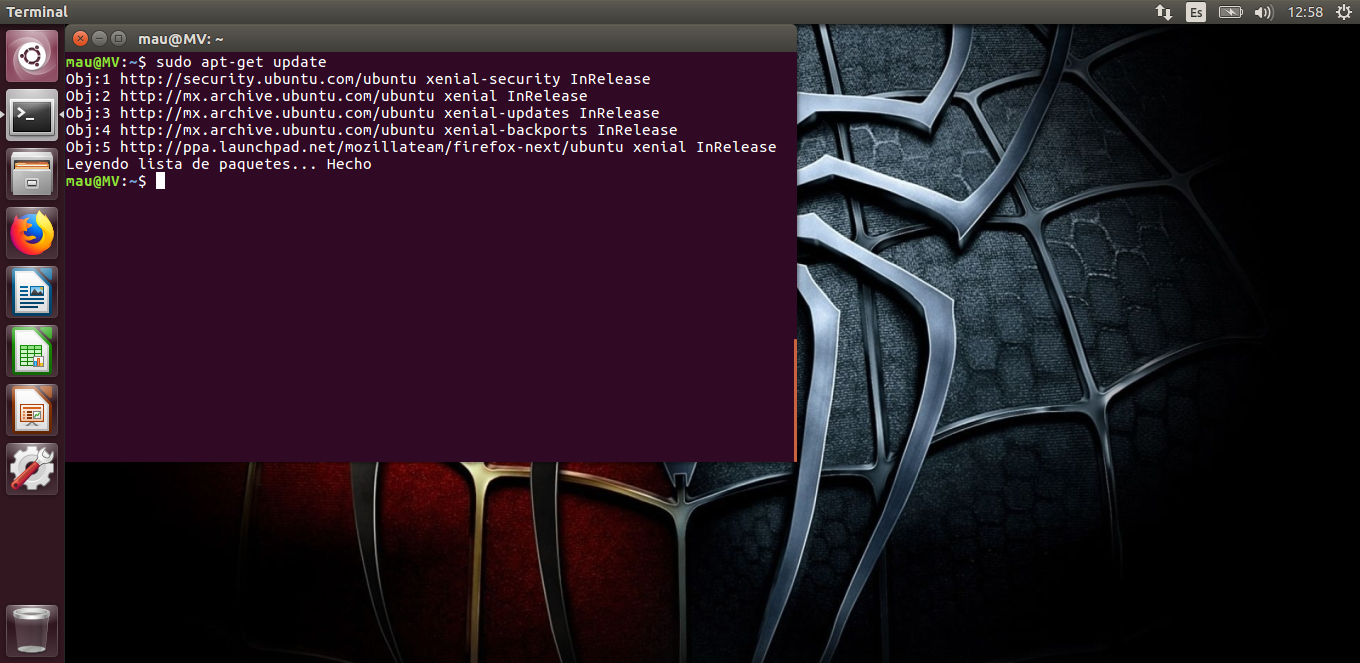 Terminal
Es
12:58
mau@MV: ~
mau@MV:~$ sudo apt-get update
Obj:1 http://security.ubuntu.com/ubuntu xenial-security InRelease
Obj:2 http://mx.archive.ubuntu.com/ubuntu xenial InRelease
Obj:3 http://mx.archive.ubuntu.com/ubuntu xenial-updates InRelease
Obj:4 http://mx.archive.ubuntu.com/ubuntu xenial-backports InRelease
Obj:5 http://ppa.launchpad.net/mozillateam/firefox-next/ubuntu xenial InRelease
Leyendo lista de paquetes... Hecho
mau@MV:~$